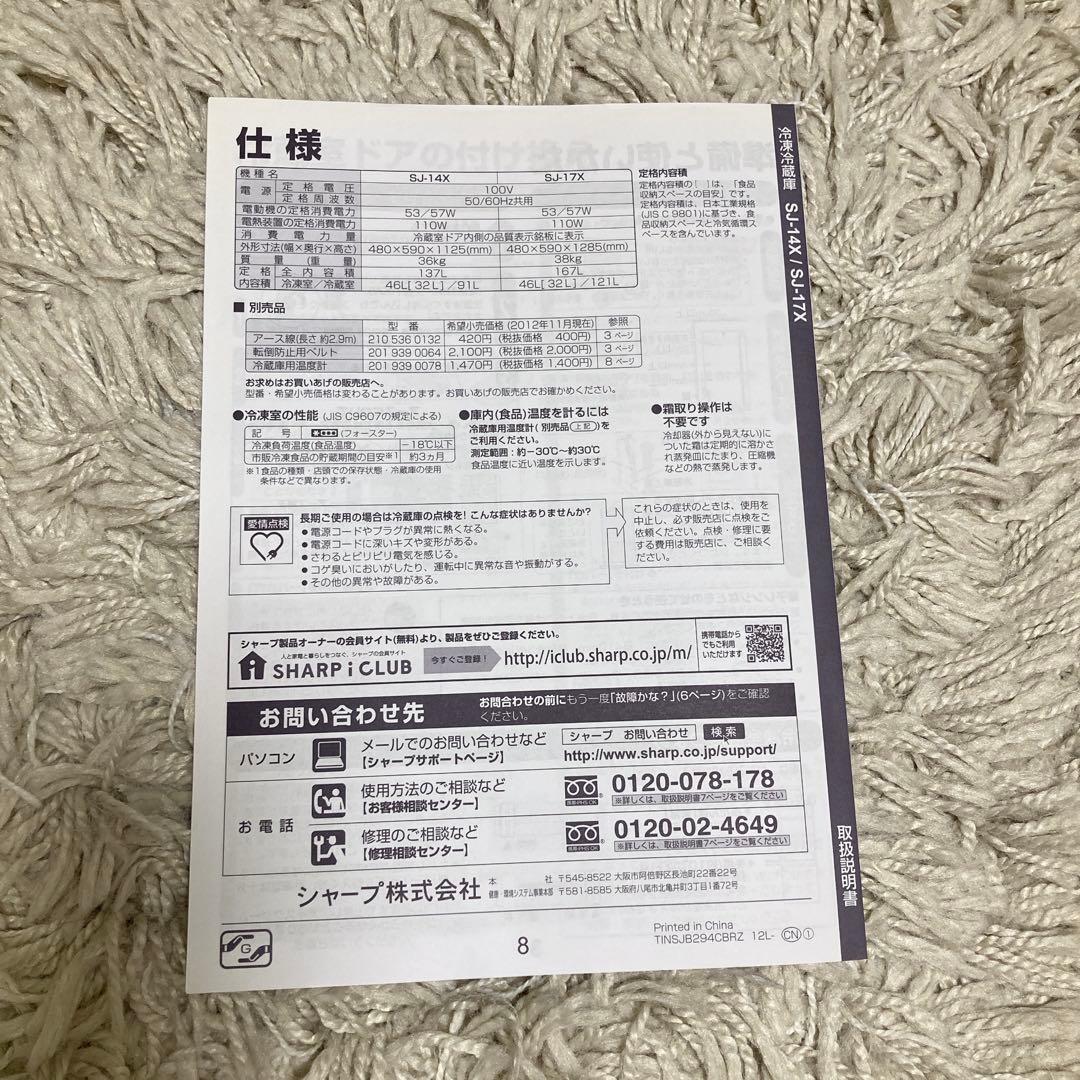 仕様
機種名 SJ-14X SJ-17X
電源 定格電圧 100V
定格周波数 50/60Hz共用
電動機の定格消費電力 53/57W 53/57W
電熱装置の定格消費電力 110W 110W
消費電力量 冷蔵室ドア内側の品質表示銘板に表示
外形寸法(幅×奥行×高さ) 480×590×1125(mm) 480×590×1285(mm)
質量(重量) 36kg 38kg
定格内容積 全内容積 137L 167L
冷凍室/冷蔵室 46L[32L]/91L 46L[32L]/121L
定格内容積
定格内容積の[ ]は、「食品
収納スペースの目安」です。
定格内容積は、日本工業規格
(JIS C 9801)に基づき、食
品収納スペースと冷気循環ス
ペースを含んでいます。
■ 別売品
型番 希望小売価格(2012年11月現在) 参照
アース線(長さ 約2.9m) 210 536 0132 420円(税抜価格 400円) 3ページ
転倒防止用ベルト 201 939 0064 2,100円(税抜価格 2,000円) 3ページ
冷蔵庫用温度計 201 939 0078 1,470円(税抜価格 1,400円) 8ページ
お求めはお買いあげの販売店へ。
型番・希望小売価格は変わることがあります。お買いあげの販売店でお確かめください。
●冷凍室の性能(JIS C9607の規定による)
記号 (フォースター)
冷凍負荷温度(食品温度) −18℃以下
市販冷凍食品の貯蔵期間の目安※1 約3ヵ月
※1食品の種類・店頭での保存状態・冷蔵庫の使用
条件などで異なります。
●庫内(食品)温度を計るには
冷蔵庫用温度計(別売品(上記))を
ご利用ください。
測定範囲:約−30℃〜約30℃
食品温度に近い温度を示します。
●霜取り操作は
不要です
冷却器(外から見えない)に
ついた霜は定期的に溶かさ
れ蒸発皿にたまり、圧縮機
などの熱で蒸発します。
愛情点検
長期ご使用の場合は冷蔵庫の点検を!こんな症状はありませんか?
●電源コードやプラグが異常に熱くなる。
●電源コードに深いキズや変形がある。
●さわるとピリピリ電気を感じる。
●コゲ臭いにおいがしたり、運転中に異常な音や振動がする。
●その他の異常や故障がある。
これらの症状のときは、使用を
中止し、必ず販売店に点検をご
依頼ください。点検・修理に要
する費用は販売店に、ご相談く
ださい。
シャープ製品オーナーの会員サイト(無料)より、製品をぜひご登録ください。
人と家電と暮らしをつなぐ、シャープの会員サイト
SHARP i CLUB
今すぐご登録!
http://iclub.sharp.co.jp/m/
携帯電話から
でもご利用
いただけます
お問い合わせ先
お問合わせの前にもう一度「故障かな?」(6ページ)をご確認
ください。
パソコン
メールでのお問い合わせなど
【シャープサポートページ】
シャープ お問い合わせ 検索
http://www.sharp.co.jp/support/
お電話
使用方法のご相談など
【お客様相談センター】
携帯・PHS OK
0120-078-178
※詳しくは、取扱説明書7ページをご覧ください
修理のご相談など
【修理相談センター】
携帯・PHS OK
0120-02-4649
※詳しくは、取扱説明書7ページをご覧ください
シャープ株式会社
本社 〒545-8522 大阪市阿倍野区長池町22番22号
健康・環境システム事業本部 〒581-8585 大阪府八尾市北亀井町3丁目1番72号
G
8
Printed in China
TINSJB294CBRZ 12L- CN ①
冷凍冷蔵庫 SJ-14X / SJ-17X
取扱説明書